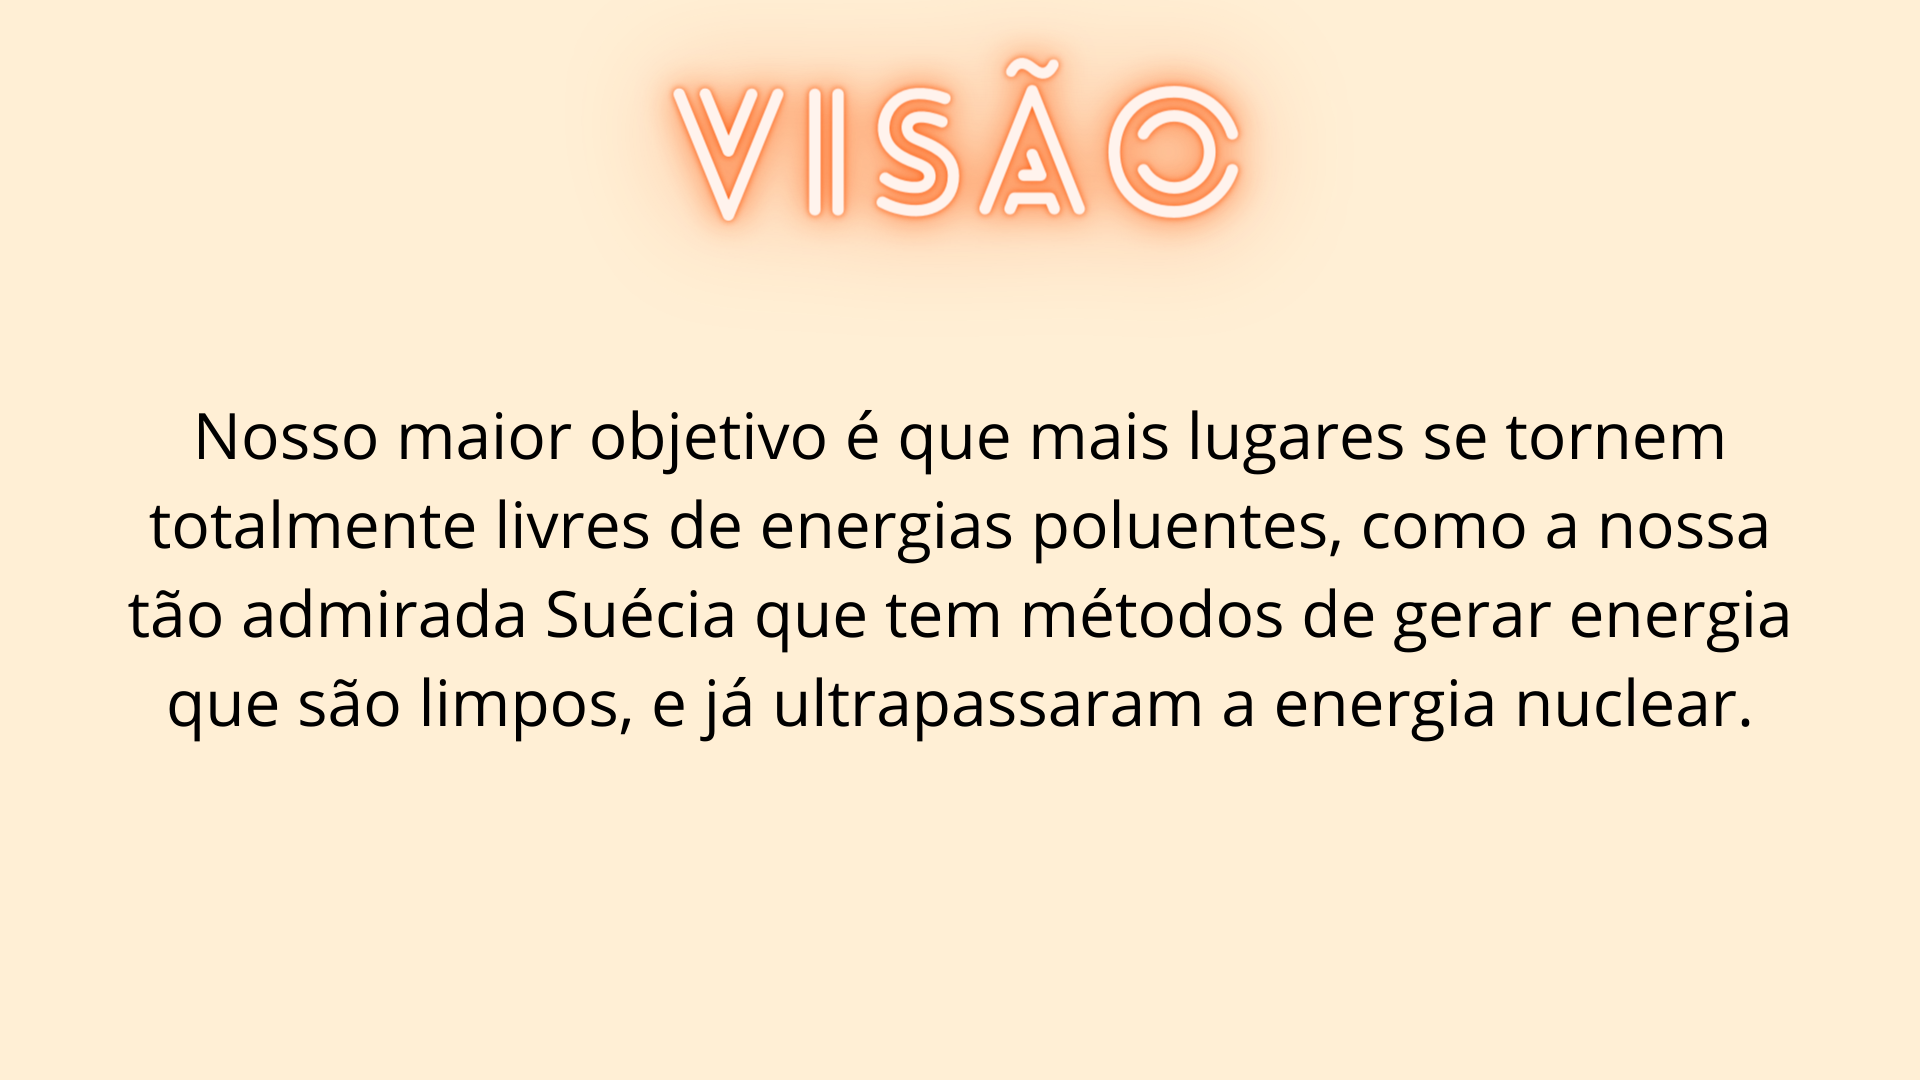 VISÃO
Nosso maior objetivo é que mais lugares se tornem
totalmente livres de energias poluentes, como a nossa
tão admirada Suécia que tem métodos de gerar energia
que são limpos, e já ultrapassaram a energia nuclear.